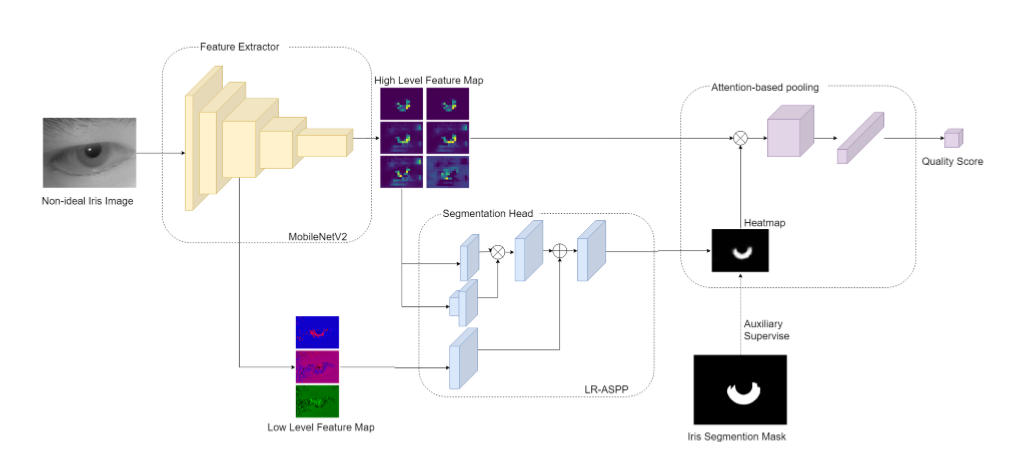 Feature Extractor
High Level Feature Map
Attention-based pooling
Non-ideal Iris Image
MobileNetV2
Segmentation Head
Heatmap
Quality Score
Auxiliary
Supervise
LR-ASPP
Low Level Feature Map
Iris Segmention Mask